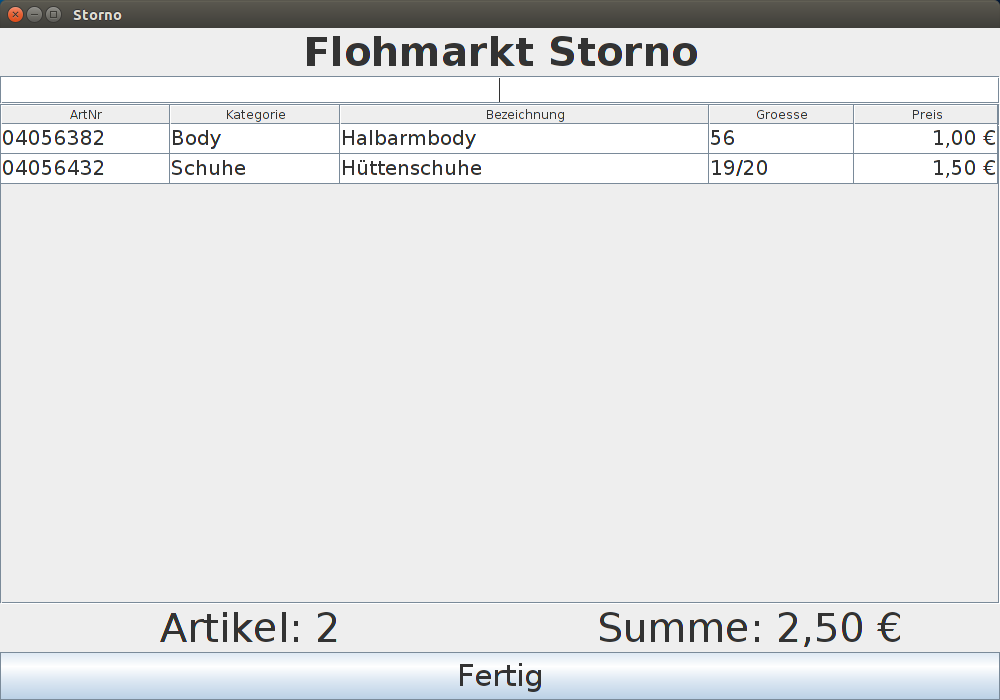 Storno
Flohmarkt Storno
ArtNr Kategorie Bezeichnung Groesse Preis
04056382 Body Halbarmbody 56 1,00 €
04056432 Schuhe Hüttenschuhe 19/20 1,50 €
Artikel: 2 Summe: 2,50 €
Fertig